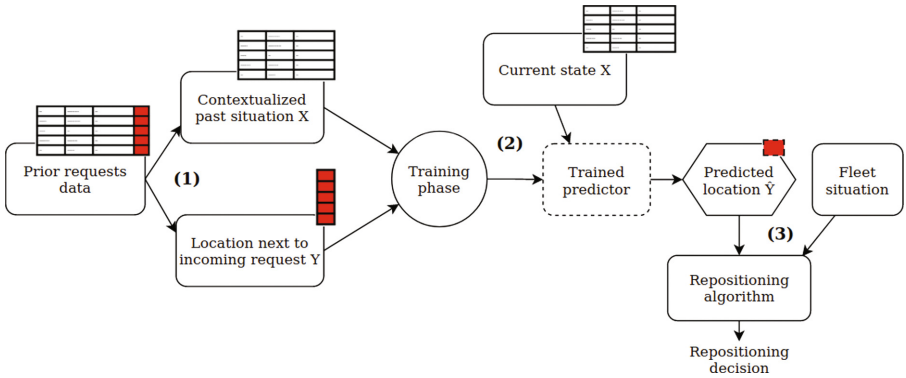 Prior requests
data
(1)
Contextualized
past situation X
Location next to
incoming request Y
Training
phase
(2)
Current state X
Trained
predictor
Predicted
location Ŷ
Fleet
situation
(3)
Repositioning
algorithm
Repositioning
decision